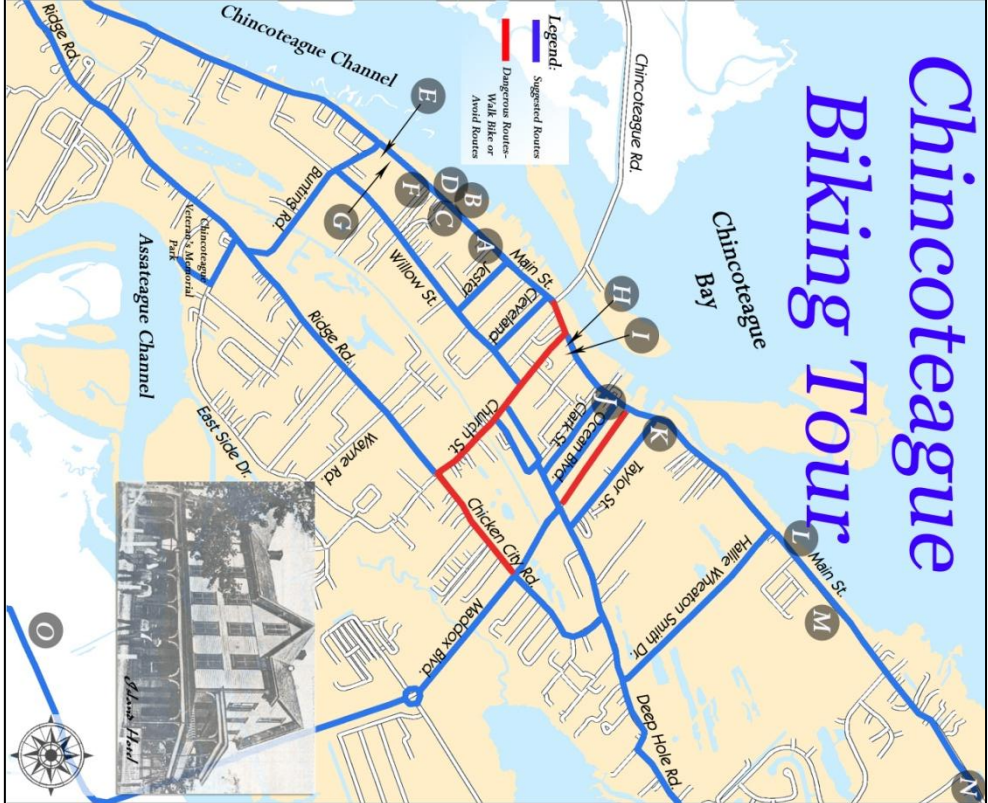 Chincoteague
Biking Tour
Legend:
Suggested Routes
Dangerous Routes-
Walk Bike or
Avoid Routes
Chincoteague Rd.
Chincoteague
Bay
Chincoteague Channel
Assateague Channel
Ridge Rd.
Bunting Rd.
Chincoteague
Veteran's Memorial
Park
Willow St.
Main St.
Cleveland
Ridge Rd.
Church St.
Clark St.
Ocean Blvd.
Taylor St.
Wayne Rd.
East Side Dr.
Chicken City Rd.
Maddox Blvd.
Hallie Wheaton Smith Dr.
Deep Hole Rd.
Main St.
A
B
C
D
E
F
G
H
I
J
K
L
M
N
O
Island Hotel